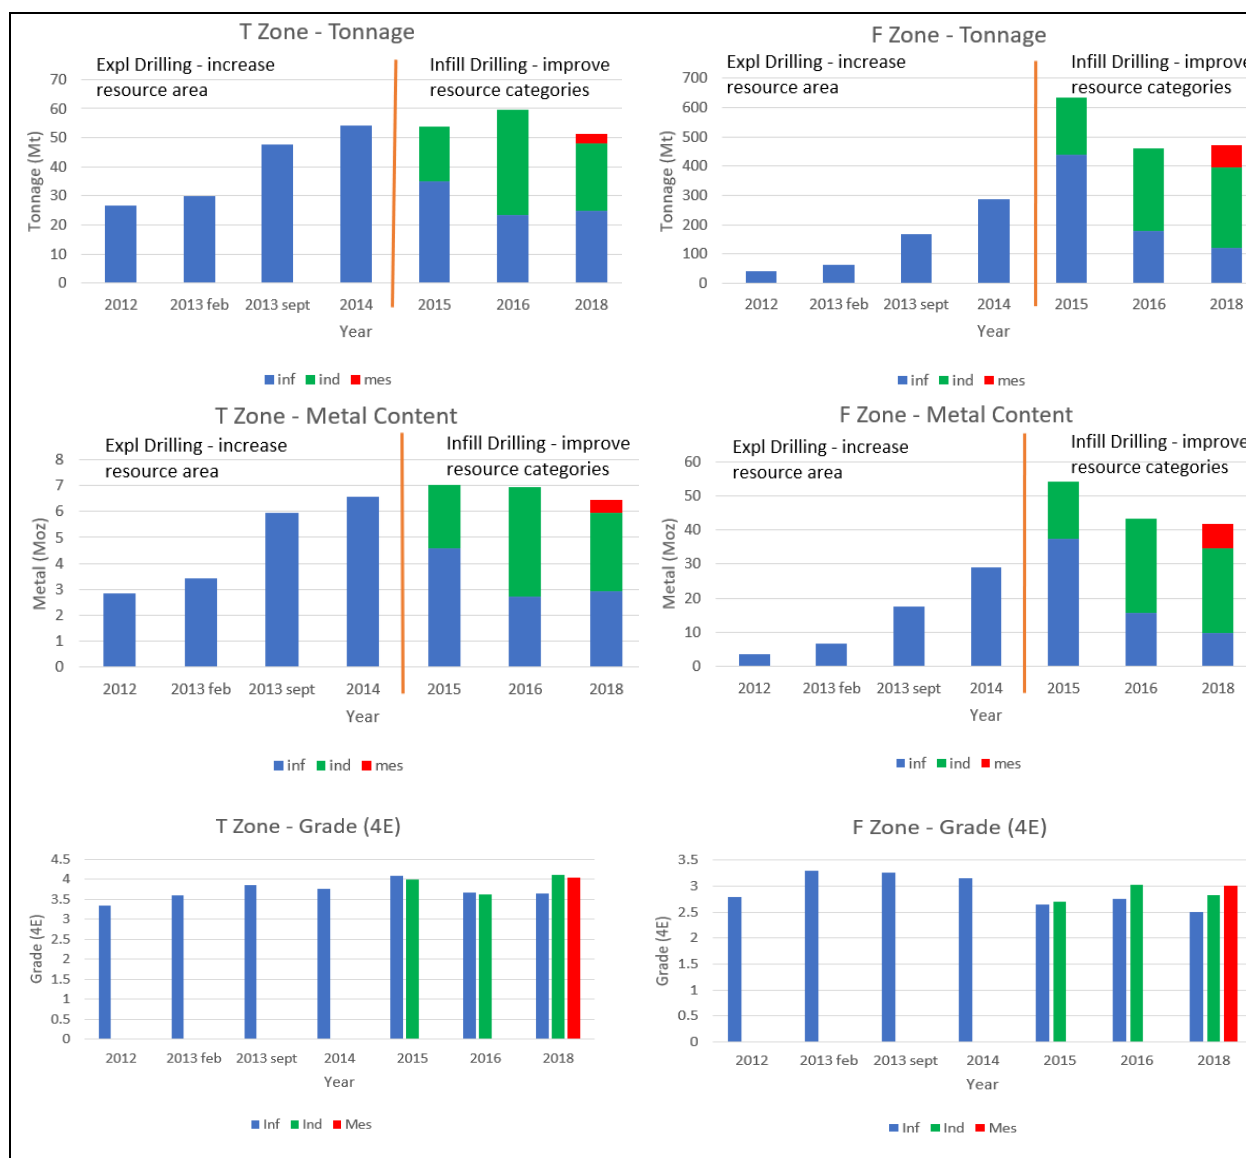 T Zone - Tonnage
Expl Drilling - increase
resource area
Infill Drilling - improve
resource categories
70
60
50
40
30
20
10
0
Tonnage (Mt)
2012
2013 feb
2013 sept
2014
2015
2016
2018
Year
inf ind mes
F Zone - Tonnage
Expl Drilling - increase
resource area
Infill Drilling - improve
resource categories
700
600
500
400
300
200
100
0
Tonnage (Mt)
2012
2013 feb
2013 sept
2014
2015
2016
2018
Year
inf ind mes
T Zone - Metal Content
Expl Drilling - increase
resource area
Infill Drilling - improve
resource categories
8
7
6
5
4
3
2
1
0
Metal (Moz)
2012
2013 feb
2013 sept
2014
2015
2016
2018
Year
inf ind mes
F Zone - Metal Content
Expl Drilling - increase
resource area
Infill Drilling - improve
resource categories
60
50
40
30
20
10
0
Metal (Moz)
2012
2013 feb
2013 sept
2014
2015
2016
2018
Year
inf ind mes
T Zone - Grade (4E)
4.5
4
3.5
3
2.5
2
1.5
1
0.5
0
Grade (4E)
2012
2013 feb
2013 sept
2014
2015
2016
2018
Year
Inf Ind Mes
F Zone - Grade (4E)
3.5
3
2.5
2
1.5
1
0.5
0
Grade (4E)
2012
2013 feb
2013 sept
2014
2015
2016
2018
Year
Inf Ind Mes